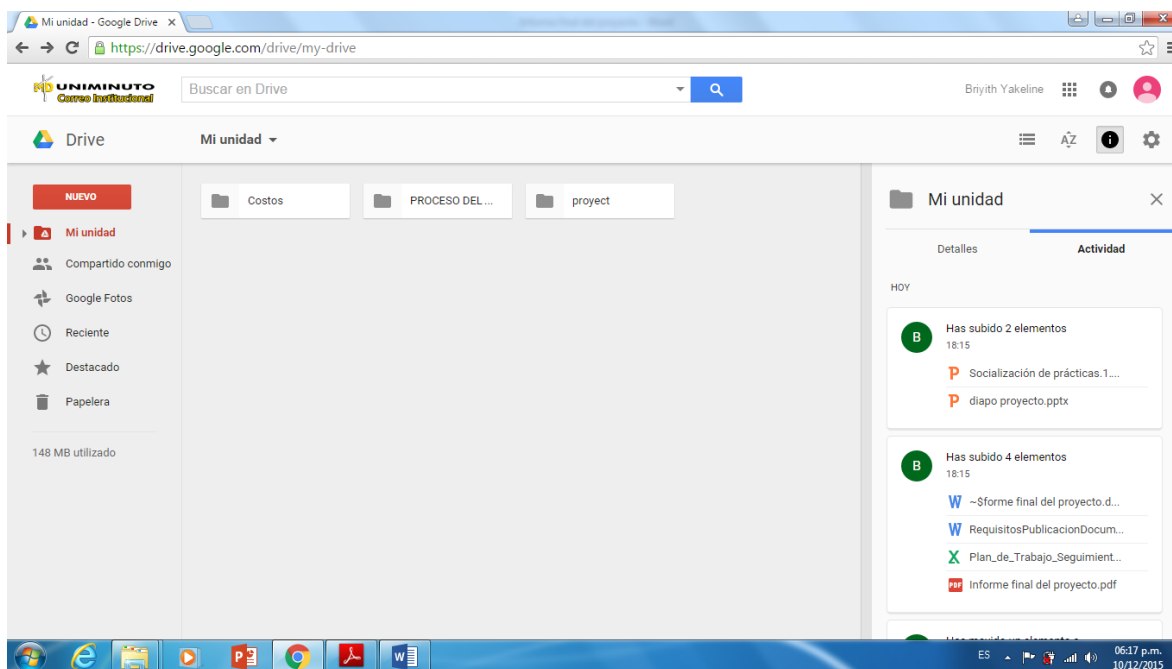 Mi unidad - Google Drive
https://drive.google.com/drive/my-drive
UNIMINUTO
Correo Institucional
Buscar en Drive
Briyith Yakeline
Drive
Mi unidad
NUEVO
Mi unidad
Compartido conmigo
Google Fotos
Reciente
Destacado
Papelera
148 MB utilizado
Costos
PROCESO DEL ...
proyect
Mi unidad
Detalles
Actividad
HOY
B
Has subido 2 elementos
18:15
Socialización de prácticas.1....
diapo proyecto.pptx
B
Has subido 4 elementos
18:15
~$forme final del proyecto.d...
RequisitosPublicacionDocum...
Plan_de_Trabajo_Seguimient...
Informe final del proyecto.pdf
ES
06:17 p.m.